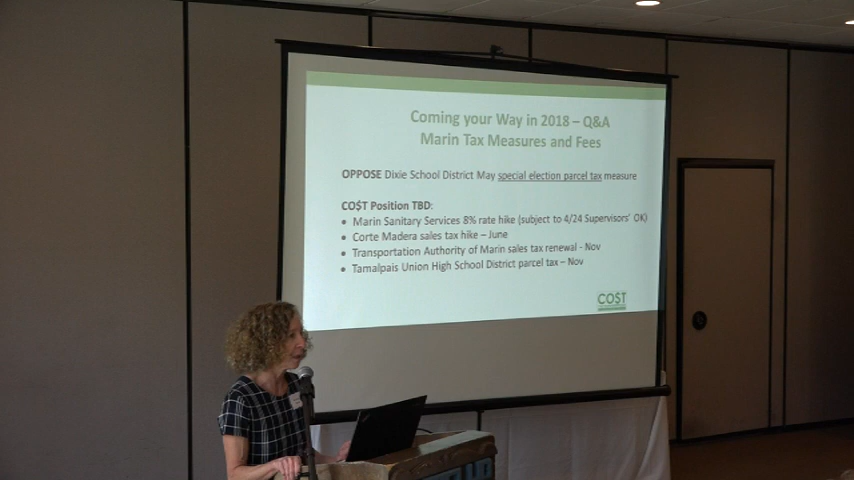 Coming your Way in 2018 – Q&A
Marin Tax Measures and Fees
OPPOSE Dixie School District May special election parcel tax measure
CO$T Position TBD:
• Marin Sanitary Services 8% rate hike (subject to 4/24 Supervisors' OK)
• Corte Madera sales tax hike – June
• Transportation Authority of Marin sales tax renewal - Nov
• Tamalpais Union High School District parcel tax – Nov
CO$T